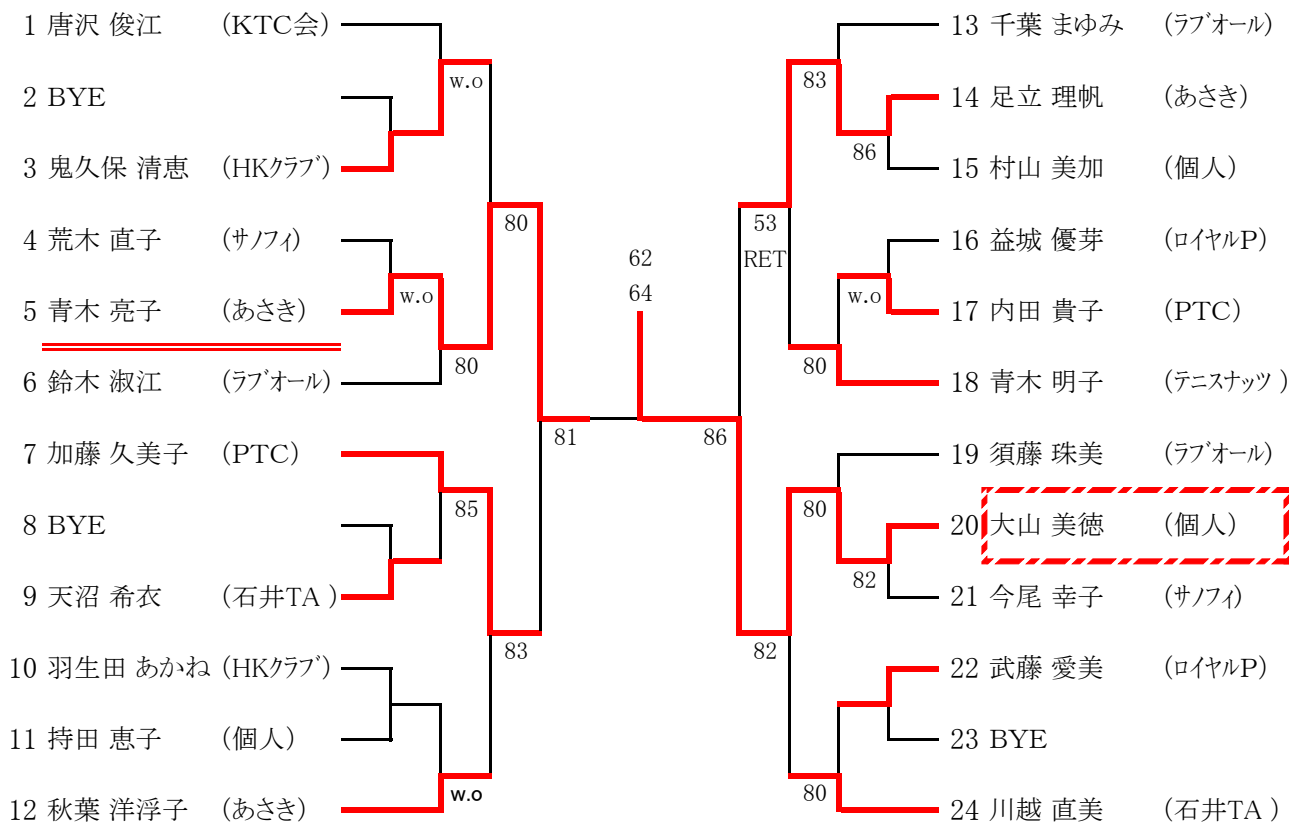 1 唐沢 俊江 (KTC会)
w.o
2 BYE
3 鬼久保 清恵 (HKクラブ)
80
4 荒木 直子 (サノフィ)
w.o
5 青木 亮子 (あさき)
80
6 鈴木 淑江 (ラブオール)
81
7 加藤 久美子 (PTC)
85
8 BYE
9 天沼 希衣 (石井TA)
83
10 羽生田 あかね (HKクラブ)
11 持田 恵子 (個人)
w.o
12 秋葉 洋浮子 (あさき)
62
64
13 千葉 まゆみ (ラブオール)
83
14 足立 理帆 (あさき)
86
15 村山 美加 (個人)
53
RET
16 益城 優芽 (ロイヤルP)
w.o
17 内田 貴子 (PTC)
80
18 青木 明子 (テニスナッツ)
86
19 須藤 珠美 (ラブオール)
80
20 大山 美徳 (個人)
82
21 今尾 幸子 (サノフィ)
82
22 武藤 愛美 (ロイヤルP)
23 BYE
80
24 川越 直美 (石井TA)